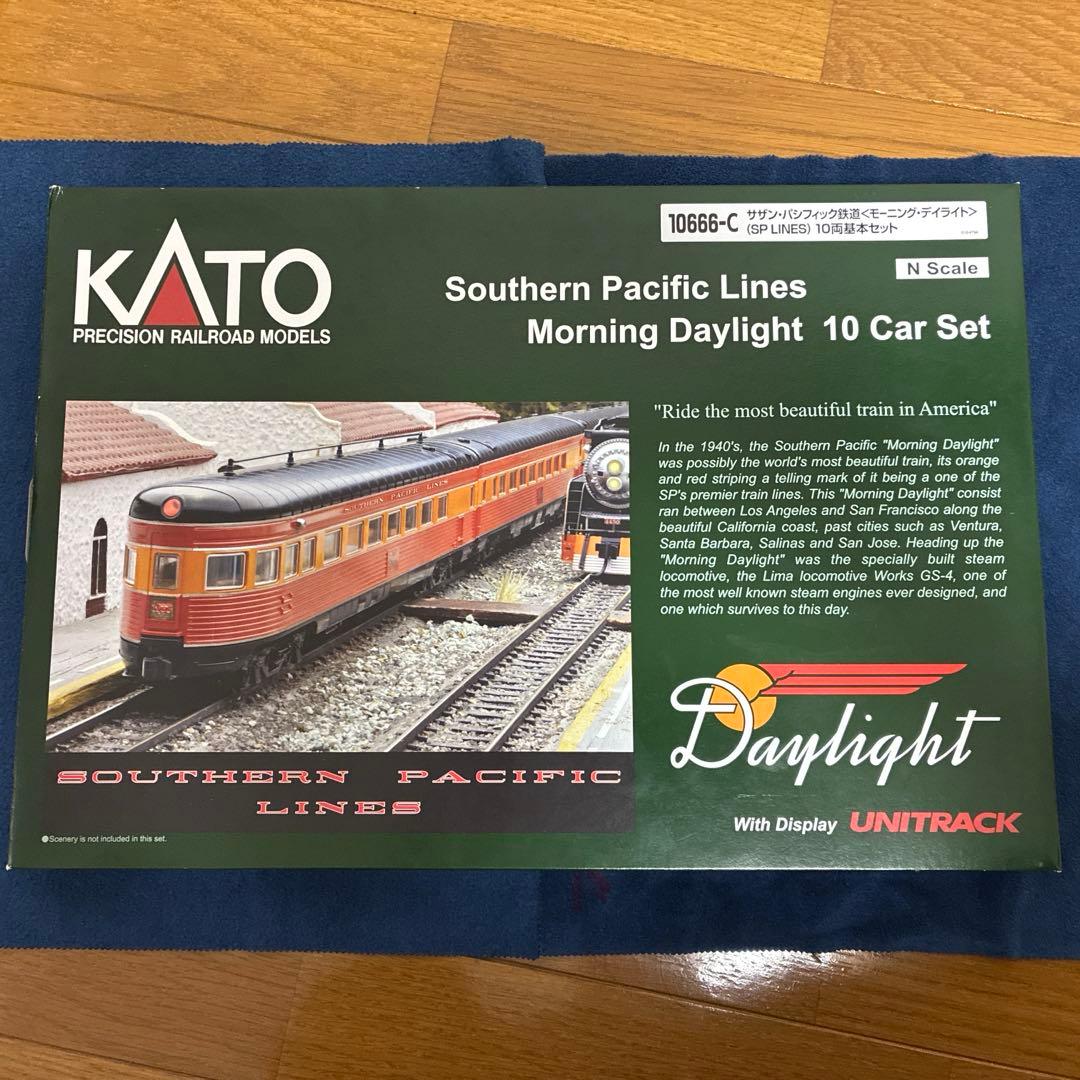 KATO
PRECISION RAILROAD MODELS
10666-C
サザン・パシフィック鉄道<モーニング・デイライト>
(SP LINES) 10両基本セット
N Scale
Southern Pacific Lines
Morning Daylight 10 Car Set
"Ride the most beautiful train in America"
In the 1940's, the Southern Pacific "Morning Daylight"
was possibly the world's most beautiful train, its orange
and red striping a telling mark of it being a one of the
SP's premier train lines. This "Morning Daylight" consist
ran between Los Angeles and San Francisco along the
beautiful California coast, past cities such as Ventura,
Santa Barbara, Salinas and San Jose. Heading up the
"Morning Daylight" was the specially built steam
locomotive, the Lima locomotive Works GS-4, one of
the most well known steam engines ever designed, and
one which survives to this day.
SOUTHERN PACIFIC LINES
Daylight
SOUTHERN PACIFIC
LINES
With Display UNITRACK
●Scenery is not included in this set.